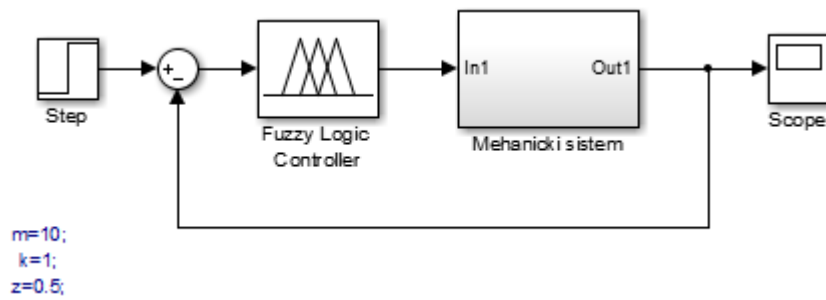 Step
+
−
Fuzzy Logic
Controller
In1
Out1
Mehanicki sistem
Scope
m=10;
k=1;
z=0.5;